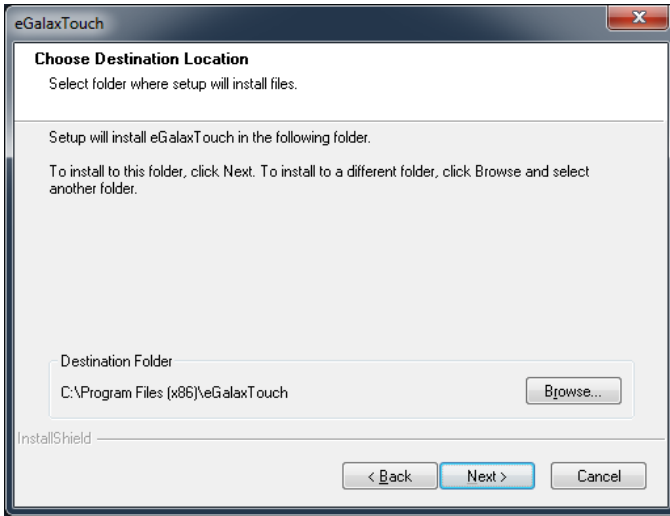 eGalaxTouch
Choose Destination Location
Select folder where setup will install files.
Setup will install eGalaxTouch in the following folder.
To install to this folder, click Next. To install to a different folder, click Browse and select
another folder.
Destination Folder
C:\Program Files (x86)\eGalaxTouch
Browse...
InstallShield
< Back
Next >
Cancel